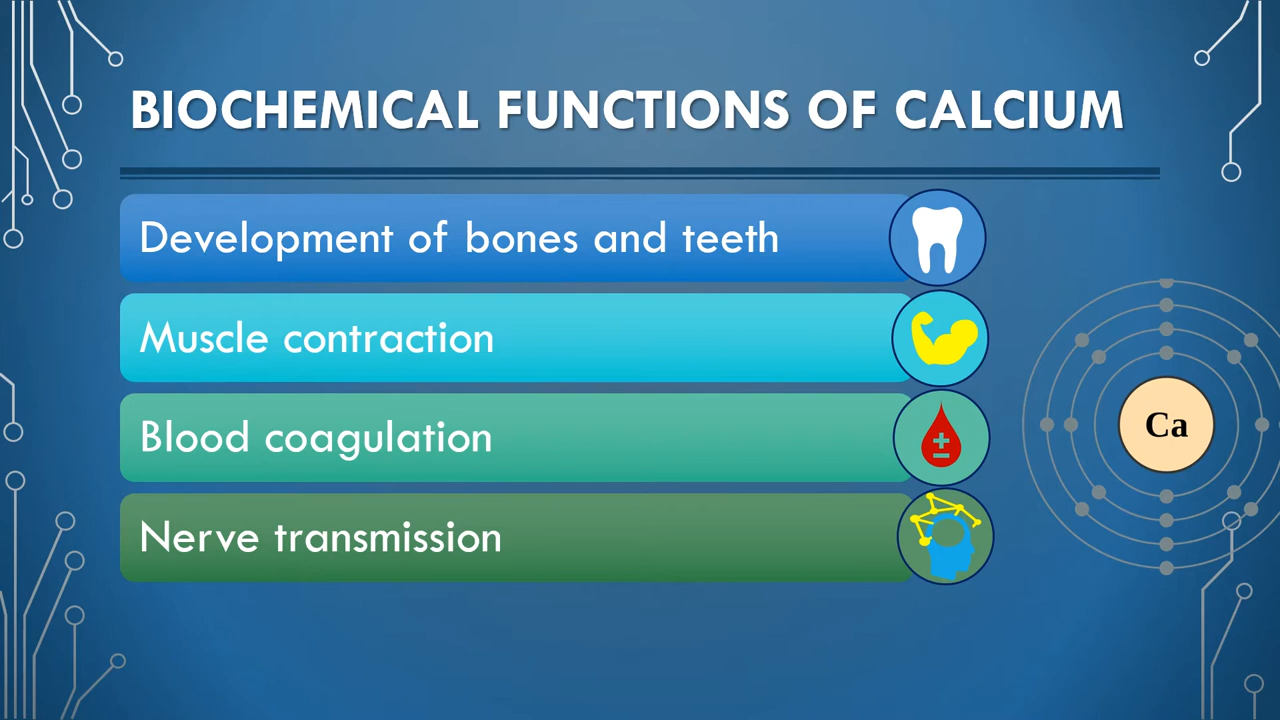 BIOCHEMICAL FUNCTIONS OF CALCIUM
Development of bones and teeth
Muscle contraction
Blood coagulation
Nerve transmission
Ca